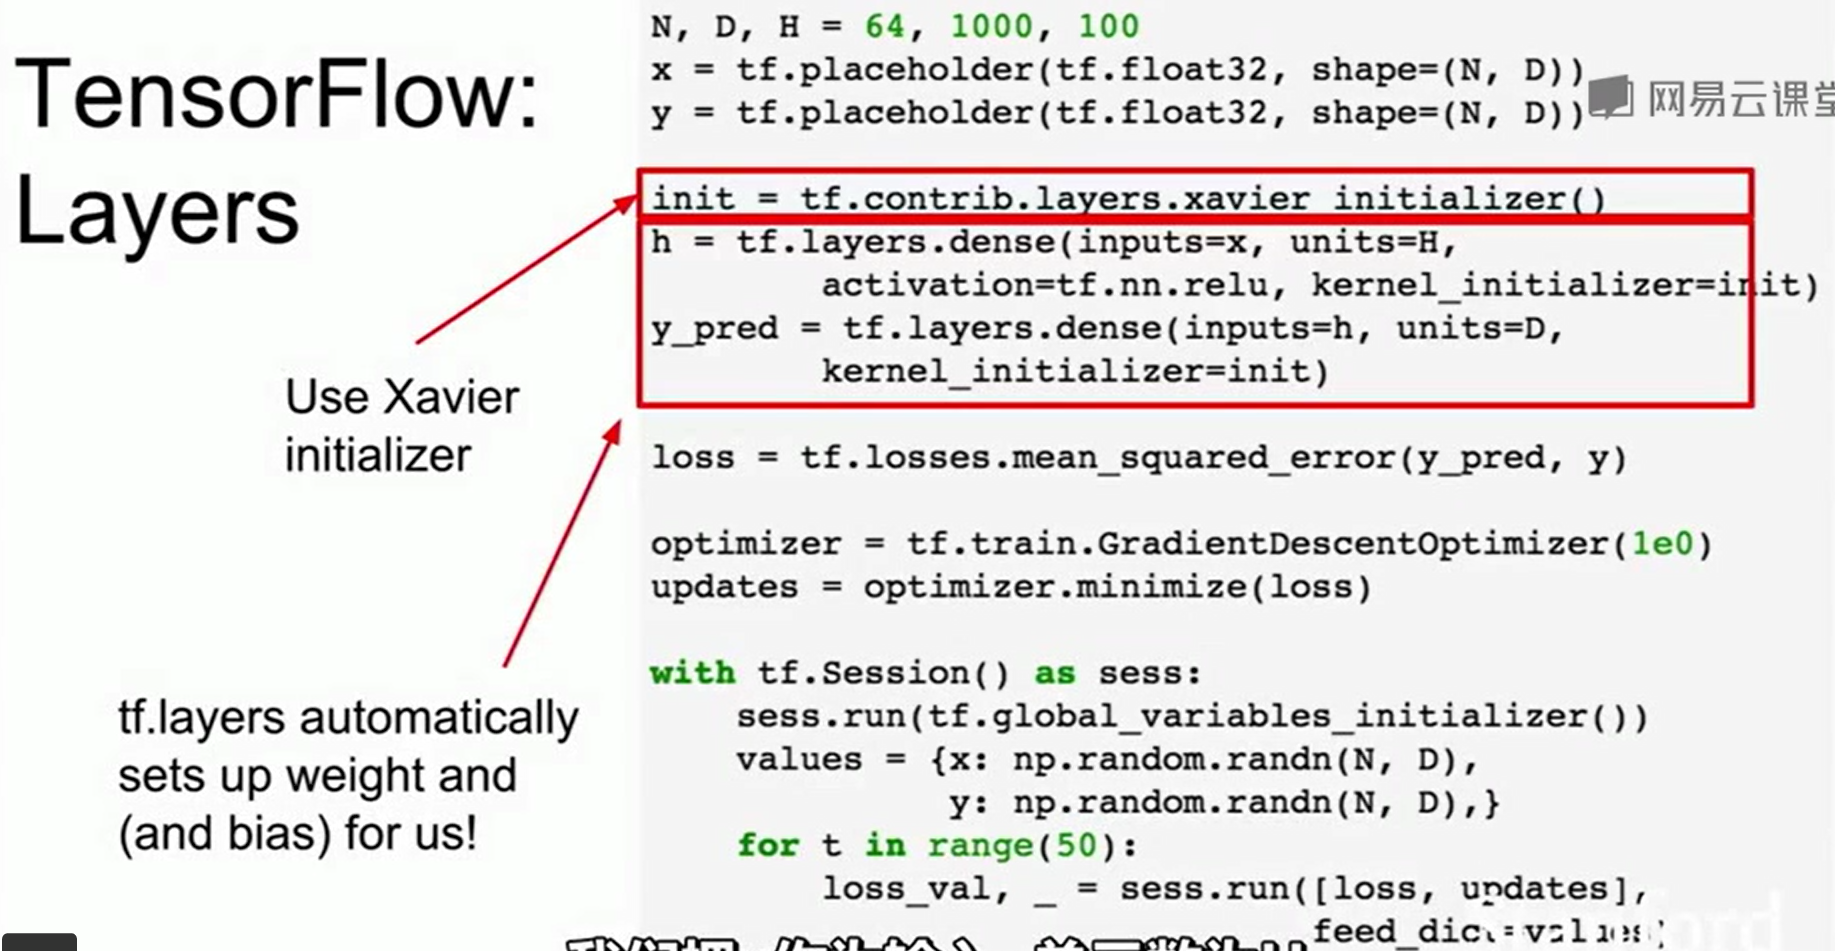 TensorFlow:
Layers
N, D, H = 64, 1000, 100
x = tf.placeholder(tf.float32, shape=(N, D))
y = tf.placeholder(tf.float32, shape=(N, D))
网易云课堂
init = tf.contrib.layers.xavier_initializer()
h = tf.layers.dense(inputs=x, units=H,
activation=tf.nn.relu, kernel_initializer=init)
y_pred = tf.layers.dense(inputs=h, units=D,
kernel_initializer=init)
Use Xavier
initializer
loss = tf.losses.mean_squared_error(y_pred, y)
optimizer = tf.train.GradientDescentOptimizer(1e0)
updates = optimizer.minimize(loss)
tf.layers automatically
sets up weight and
(and bias) for us!
with tf.Session() as sess:
sess.run(tf.global_variables_initializer())
values = {x: np.random.randn(N, D),
y: np.random.randn(N, D),}
for t in range(50):
loss_val, _ = sess.run([loss, updates],
feed_dict=values)